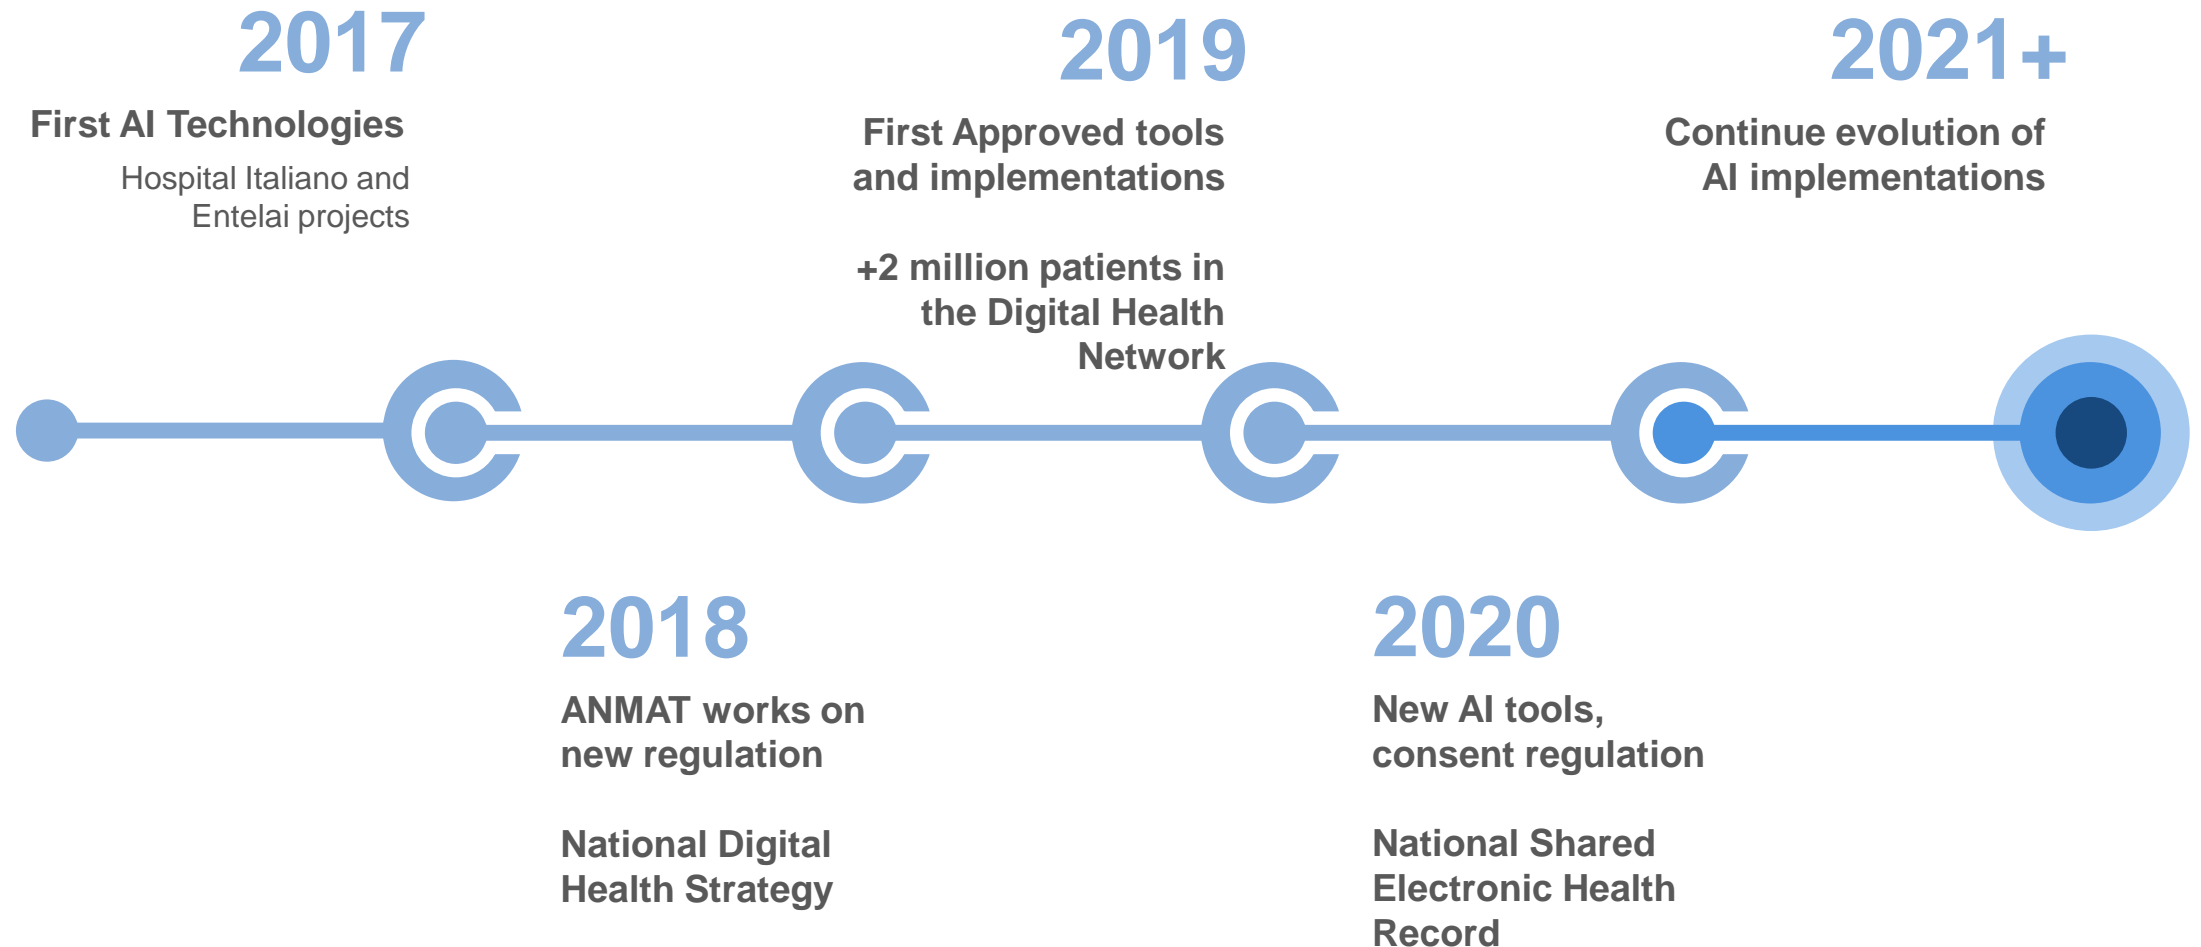 2017
First AI Technologies
Hospital Italiano and
Entelai projects
2018
ANMAT works on
new regulation
National Digital
Health Strategy
2019
First Approved tools
and implementations
+2 million patients in
the Digital Health
Network
2020
New AI tools,
consent regulation
National Shared
Electronic Health
Record
2021+
Continue evolution of
AI implementations